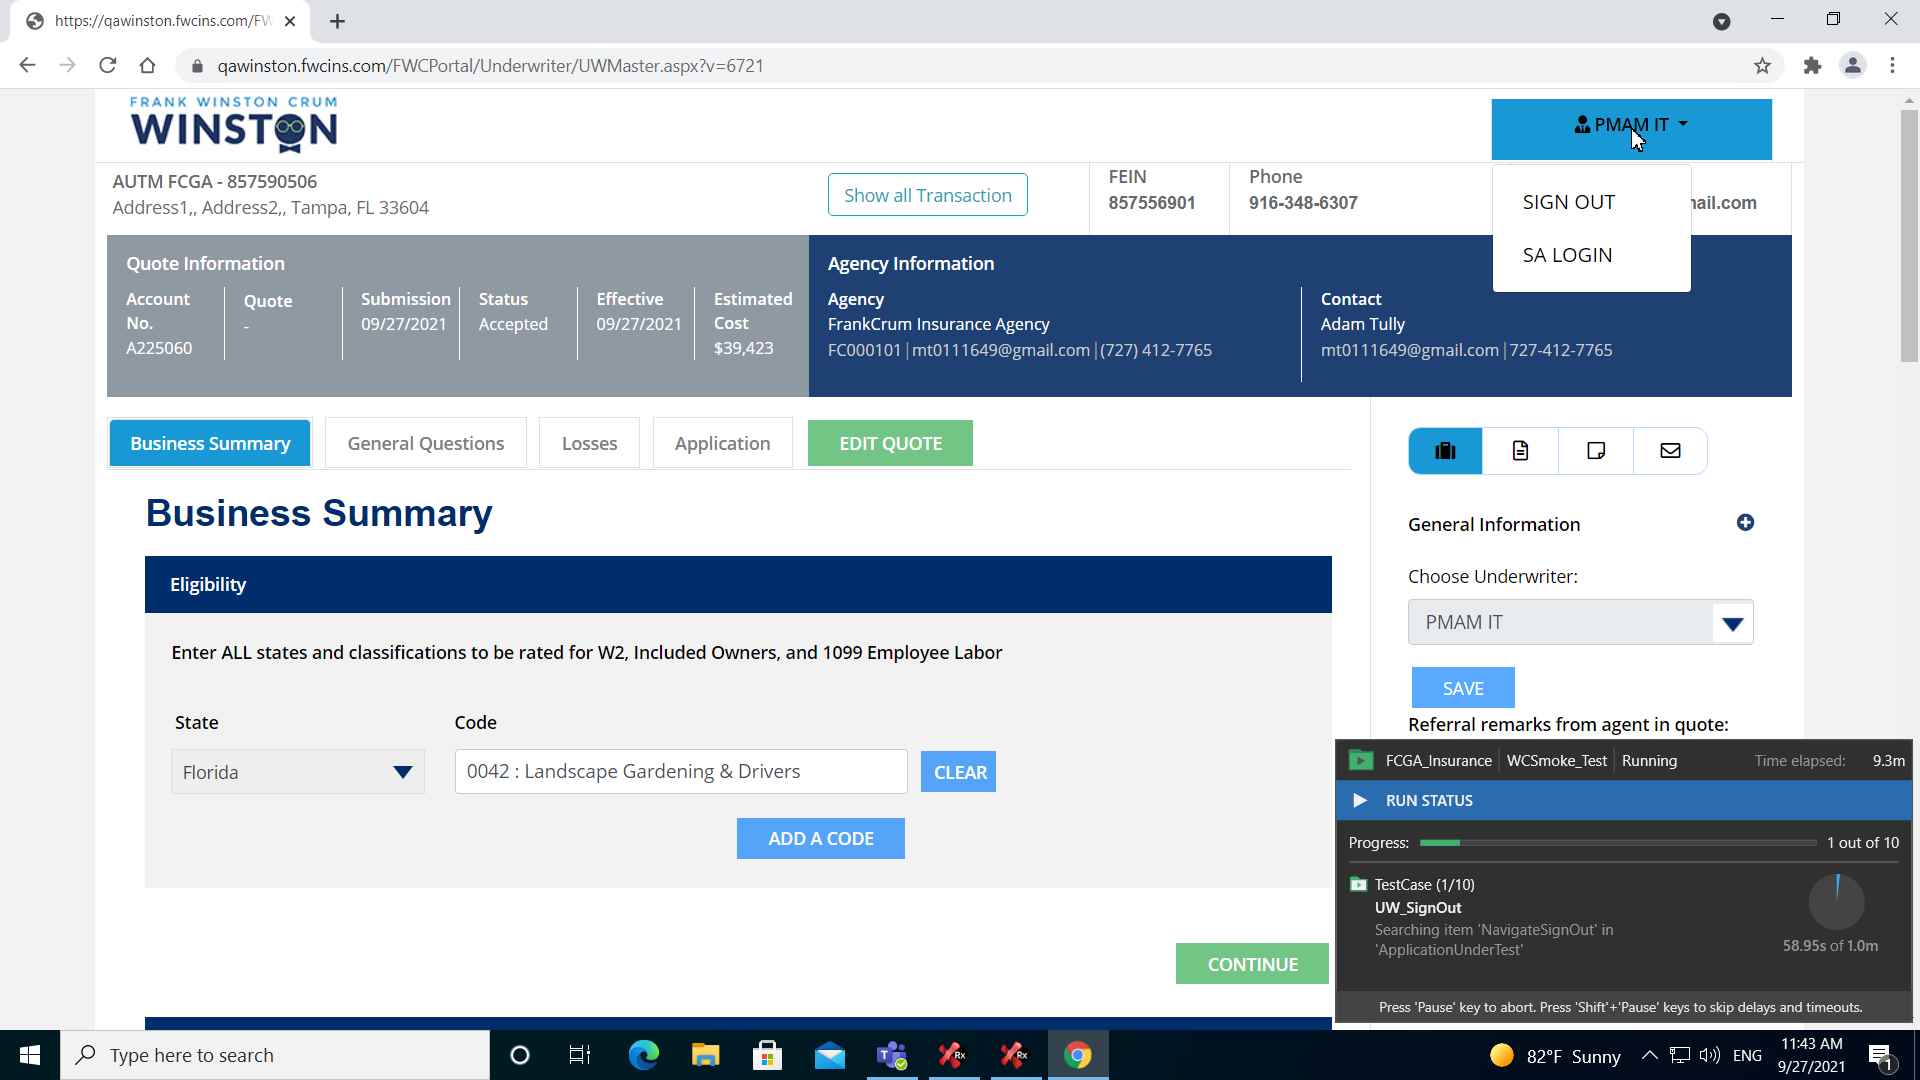 https://qawinston.fwcins.com/FW
qawinston.fwcins.com/FWCPortal/Underwriter/UWMaster.aspx?v=6721
FRANK WINSTON CRUM
WINSTON
PMAM IT
SIGN OUT
SA LOGIN
AUTM FCGA - 857590506
Address1,, Address2,, Tampa, FL 33604
Show all Transaction
FEIN
857556901
Phone
916-348-6307
ail.com
Quote Information
Account No.
A225060
Quote
-
Submission
09/27/2021
Status
Accepted
Effective
09/27/2021
Estimated Cost
$39,423
Agency Information
Agency
FrankCrum Insurance Agency
FC000101 | mt0111649@gmail.com | (727) 412-7765
Contact
Adam Tully
mt0111649@gmail.com | 727-412-7765
Business Summary
General Questions
Losses
Application
EDIT QUOTE
Business Summary
Eligibility
Enter ALL states and classifications to be rated for W2, Included Owners, and 1099 Employee Labor
State
Code
Florida
0042 : Landscape Gardening & Drivers
CLEAR
ADD A CODE
CONTINUE
General Information
Choose Underwriter:
PMAM IT
SAVE
Referral remarks from agent in quote:
FCGA_Insurance | WCSmoke_Test | Running
Time elapsed: 9.3m
RUN STATUS
Progress: 1 out of 10
TestCase (1/10)
UW_SignOut
Searching item 'NavigateSignOut' in
'ApplicationUnderTest'
58.95s of 1.0m
Press 'Pause' key to abort. Press 'Shift'+'Pause' keys to skip delays and timeouts.
Type here to search
Rx
Rx
82°F Sunny
ENG
11:43 AM
9/27/2021
1